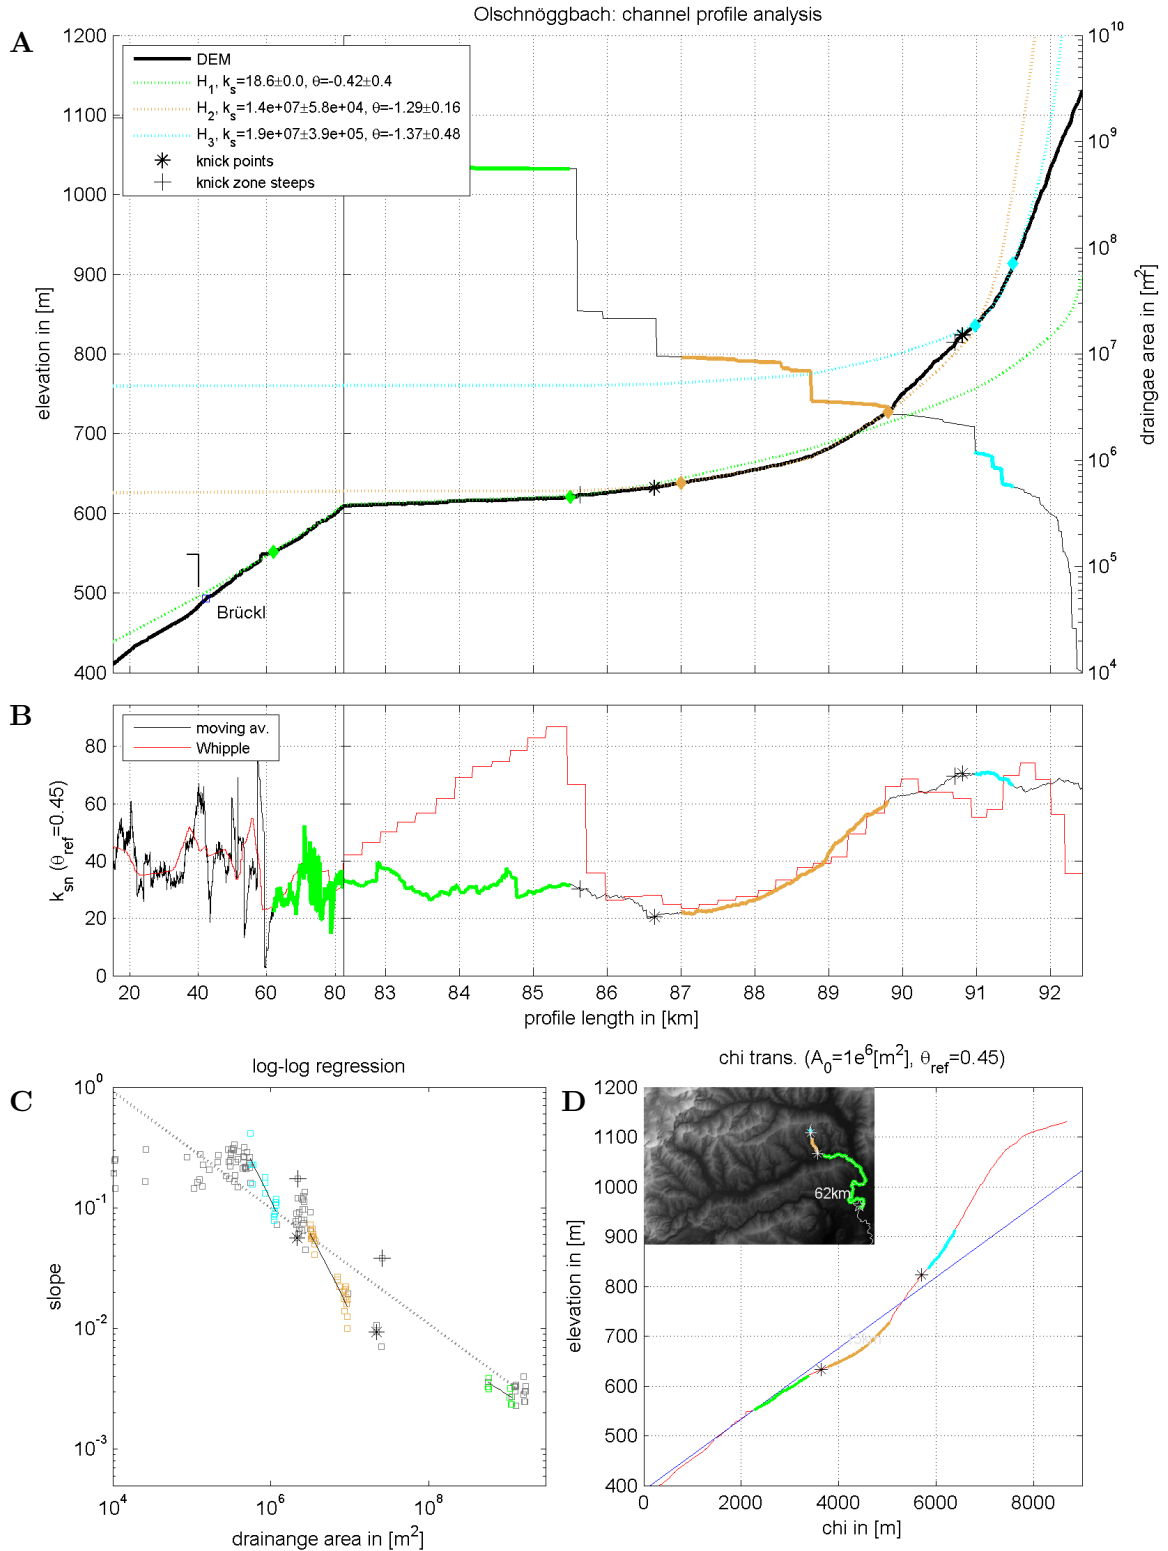 Olschnöggbach: channel profile analysis
A
1200
1100
1000
900
800
700
600
500
400
elevation in [m]
DEM
H1, ks=18.6±0.0, θ=-0.42±0.4
H2, ks=1.4e+07±5.8e+04, θ=-1.29±0.16
H3, ks=1.9e+07±3.9e+05, θ=-1.37±0.48
knick points
knick zone steeps
Brückl
10^10
10^9
10^8
10^7
10^6
10^5
10^4
draingae area in [m^2]
B
moving av.
Whipple
80
60
40
20
0
ksn (θref=0.45)
20 40 60 80 83 84 85 86 87 88 89 90 91 92
profile length in [km]
C
log-log regression
10^0
10^-1
10^-2
10^-3
slope
10^4 10^6 10^8
drainange area in [m^2]
D
chi trans. (A0=1e^6[m^2], θref=0.45)
1200
1100
1000
900
800
700
600
500
400
elevation in [m]
62km
0 2000 4000 6000 8000
chi in [m]